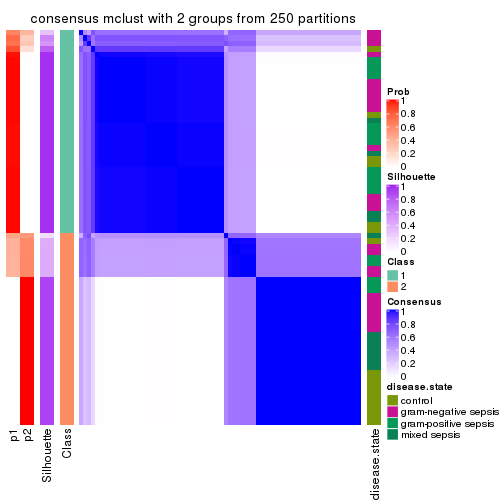 consensus mclust with 2 groups from 250 partitions
Prob
1
0.8
0.6
0.4
0.2
0
Silhouette
1
0.8
0.6
0.4
0.2
0
Class
1
2
Consensus
1
0.8
0.6
0.4
0.2
0
disease.state
control
gram-negative sepsis
gram-positive sepsis
mixed sepsis
p1
p2
Silhouette
Class
disease.state